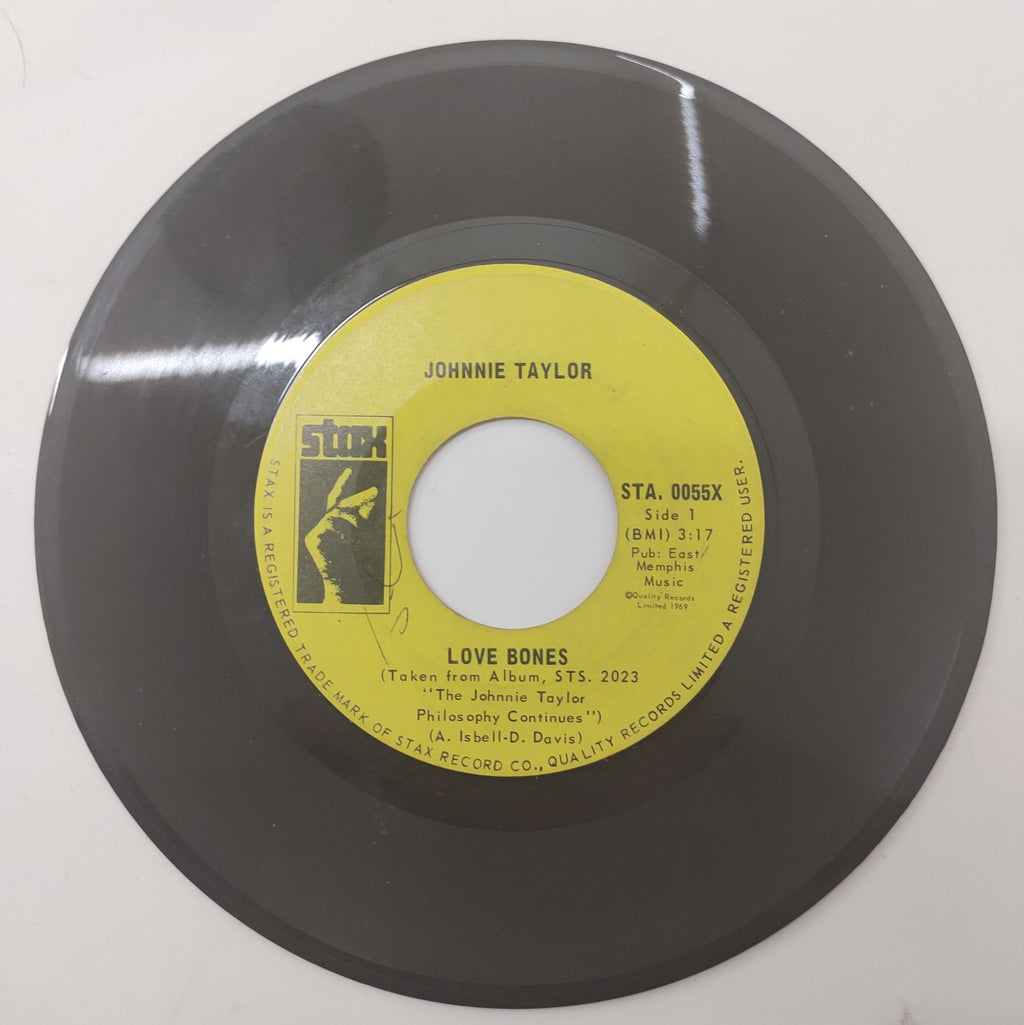 JOHNNIE TAYLOR
stax
STA. 0055X
Side 1
(BMI) 3:17
Pub: East/
Memphis
Music
©Quality Records
Limited 1969
LOVE BONES
(Taken from Album, STS. 2023
"The Johnnie Taylor
Philosophy Continues")
(A. Isbell-D. Davis)
STAX IS A REGISTERED TRADE MARK OF STAX RECORD CO., QUALITY RECORDS LIMITED A REGISTERED USER.